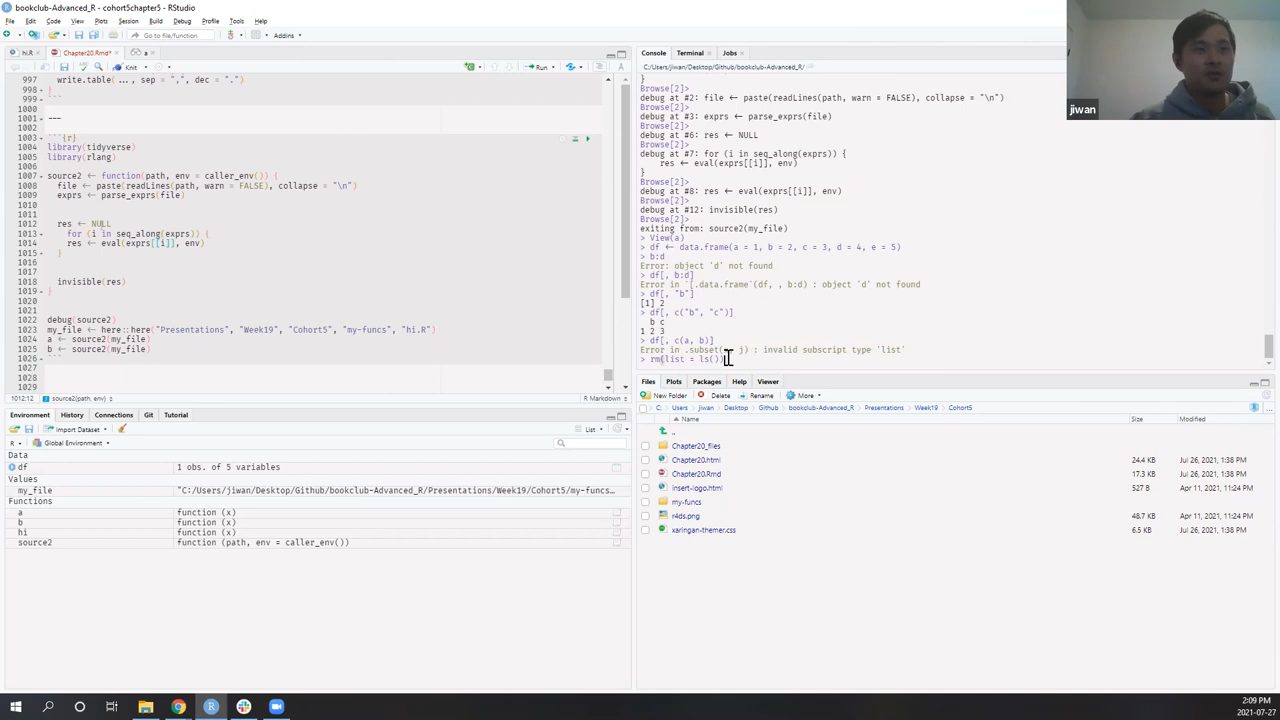 bookclub-Advanced_R - cohort5chapter5 - RStudio
File Edit Code View Plots Session Build Debug Profile Tools Help
Go to file/function Addins
hi.R Chapter20.Rmd* a
Knit Run
997 write.table(..., sep = ",", dec = ".")
998 }
999 ```
1000
1001 ---
1002
1003 ```{r}
1004 library(tidyverse)
1005 library(rlang)
1006
1007 source2 <- function(path, env = caller_env()) {
1008 file <- paste(readLines(path, warn = FALSE), collapse = "\n")
1009 exprs <- parse_exprs(file)
1010
1011
1012 res <- NULL
1013 for (i in seq_along(exprs)) {
1014 res <- eval(exprs[[i]], env)
1015 }
1016
1017
1018 invisible(res)
1019 }
1020
1021
1022 debug(source2)
1023 my_file <- here::here("Presentations", "Week19", "Cohort5", "my-funcs", "hi.R")
1024 a <- source2(my_file)
1025 b <- source2(my_file)
1026 ```
1027
1028
1029
1012:12 source2(path, env) R Markdown
Environment History Connections Git Tutorial
Import Dataset List
R Global Environment
Data
df 1 obs. of 5 variables
Values
my_file "C:/Users/jiwan/Desktop/Github/bookclub-Advanced_R/Presentations/Week19/Cohort5/my-funcs…
Functions
a function (x)
b function (x)
hi function (x)
source2 function (path, env = caller_env())
Console Terminal Jobs
C:/Users/jiwan/Desktop/Github/bookclub-Advanced_R/
}
Browse[2]>
debug at #2: file <- paste(readLines(path, warn = FALSE), collapse = "\n")
Browse[2]>
debug at #3: exprs <- parse_exprs(file)
Browse[2]>
debug at #6: res <- NULL
Browse[2]>
debug at #7: for (i in seq_along(exprs)) {
res <- eval(exprs[[i]], env)
}
Browse[2]>
debug at #8: res <- eval(exprs[[i]], env)
Browse[2]>
debug at #12: invisible(res)
Browse[2]>
exiting from: source2(my_file)
> View(a)
> df <- data.frame(a = 1, b = 2, c = 3, d = 4, e = 5)
> b:d
Error: object 'd' not found
> df[, b:d]
Error in `[.data.frame`(df, , b:d) : object 'd' not found
> df[, "b"]
[1] 2
> df[, c("b", "c")]
b c
1 2 3
> df[, c(a, b)]
Error in .subset( j) : invalid subscript type 'list'
> rm(list = ls())
Files Plots Packages Help Viewer
New Folder Delete Rename More
C: Users jiwan Desktop Github bookclub-Advanced_R Presentations Week19 Cohort5
Name Size Modified
..
Chapter20_files
Chapter20.html 24.4 KB Jul 26, 2021, 1:38 PM
Chapter20.Rmd 17.3 KB Jul 26, 2021, 1:38 PM
insert-logo.html 527 B Apr 11, 2021, 11:24 PM
my-funcs
r4ds.png 48.7 KB Apr 11, 2021, 11:24 PM
xaringan-themer.css 6.5 KB Jul 26, 2021, 1:38 PM
jiwan
2:09 PM
2021-07-27